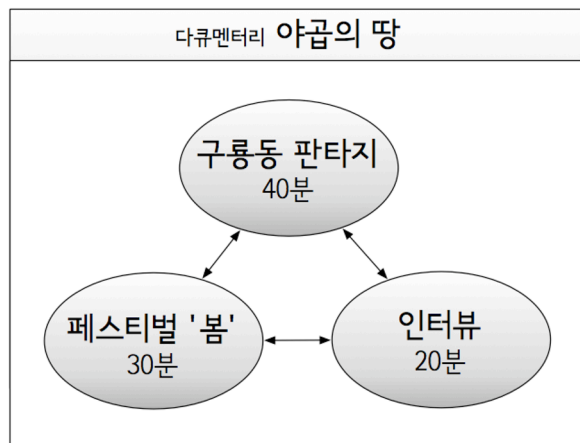 다큐멘터리 야곱의 땅
구룡동 판타지
40분
페스티벌 '봄'
30분
인터뷰
20분